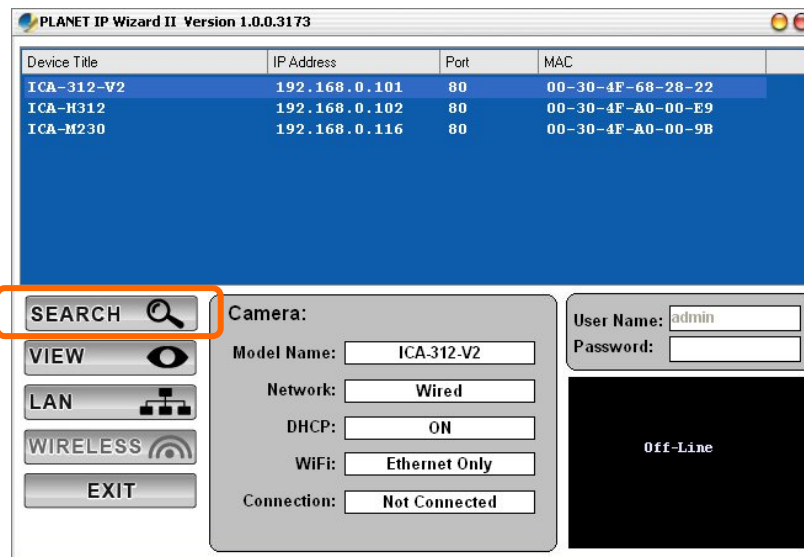 PLANET IP Wizard II Version 1.0.0.3173
Device Title IP Address Port MAC
ICA-312-V2 192.168.0.101 80 00-30-4F-68-28-22
ICA-H312 192.168.0.102 80 00-30-4F-A0-00-E9
ICA-M230 192.168.0.116 80 00-30-4F-A0-00-9B
SEARCH
VIEW
LAN
WIRELESS
EXIT
Camera:
Model Name: ICA-312-V2
Network: Wired
DHCP: ON
WiFi: Ethernet Only
Connection: Not Connected
User Name: admin
Password:
Off-Line